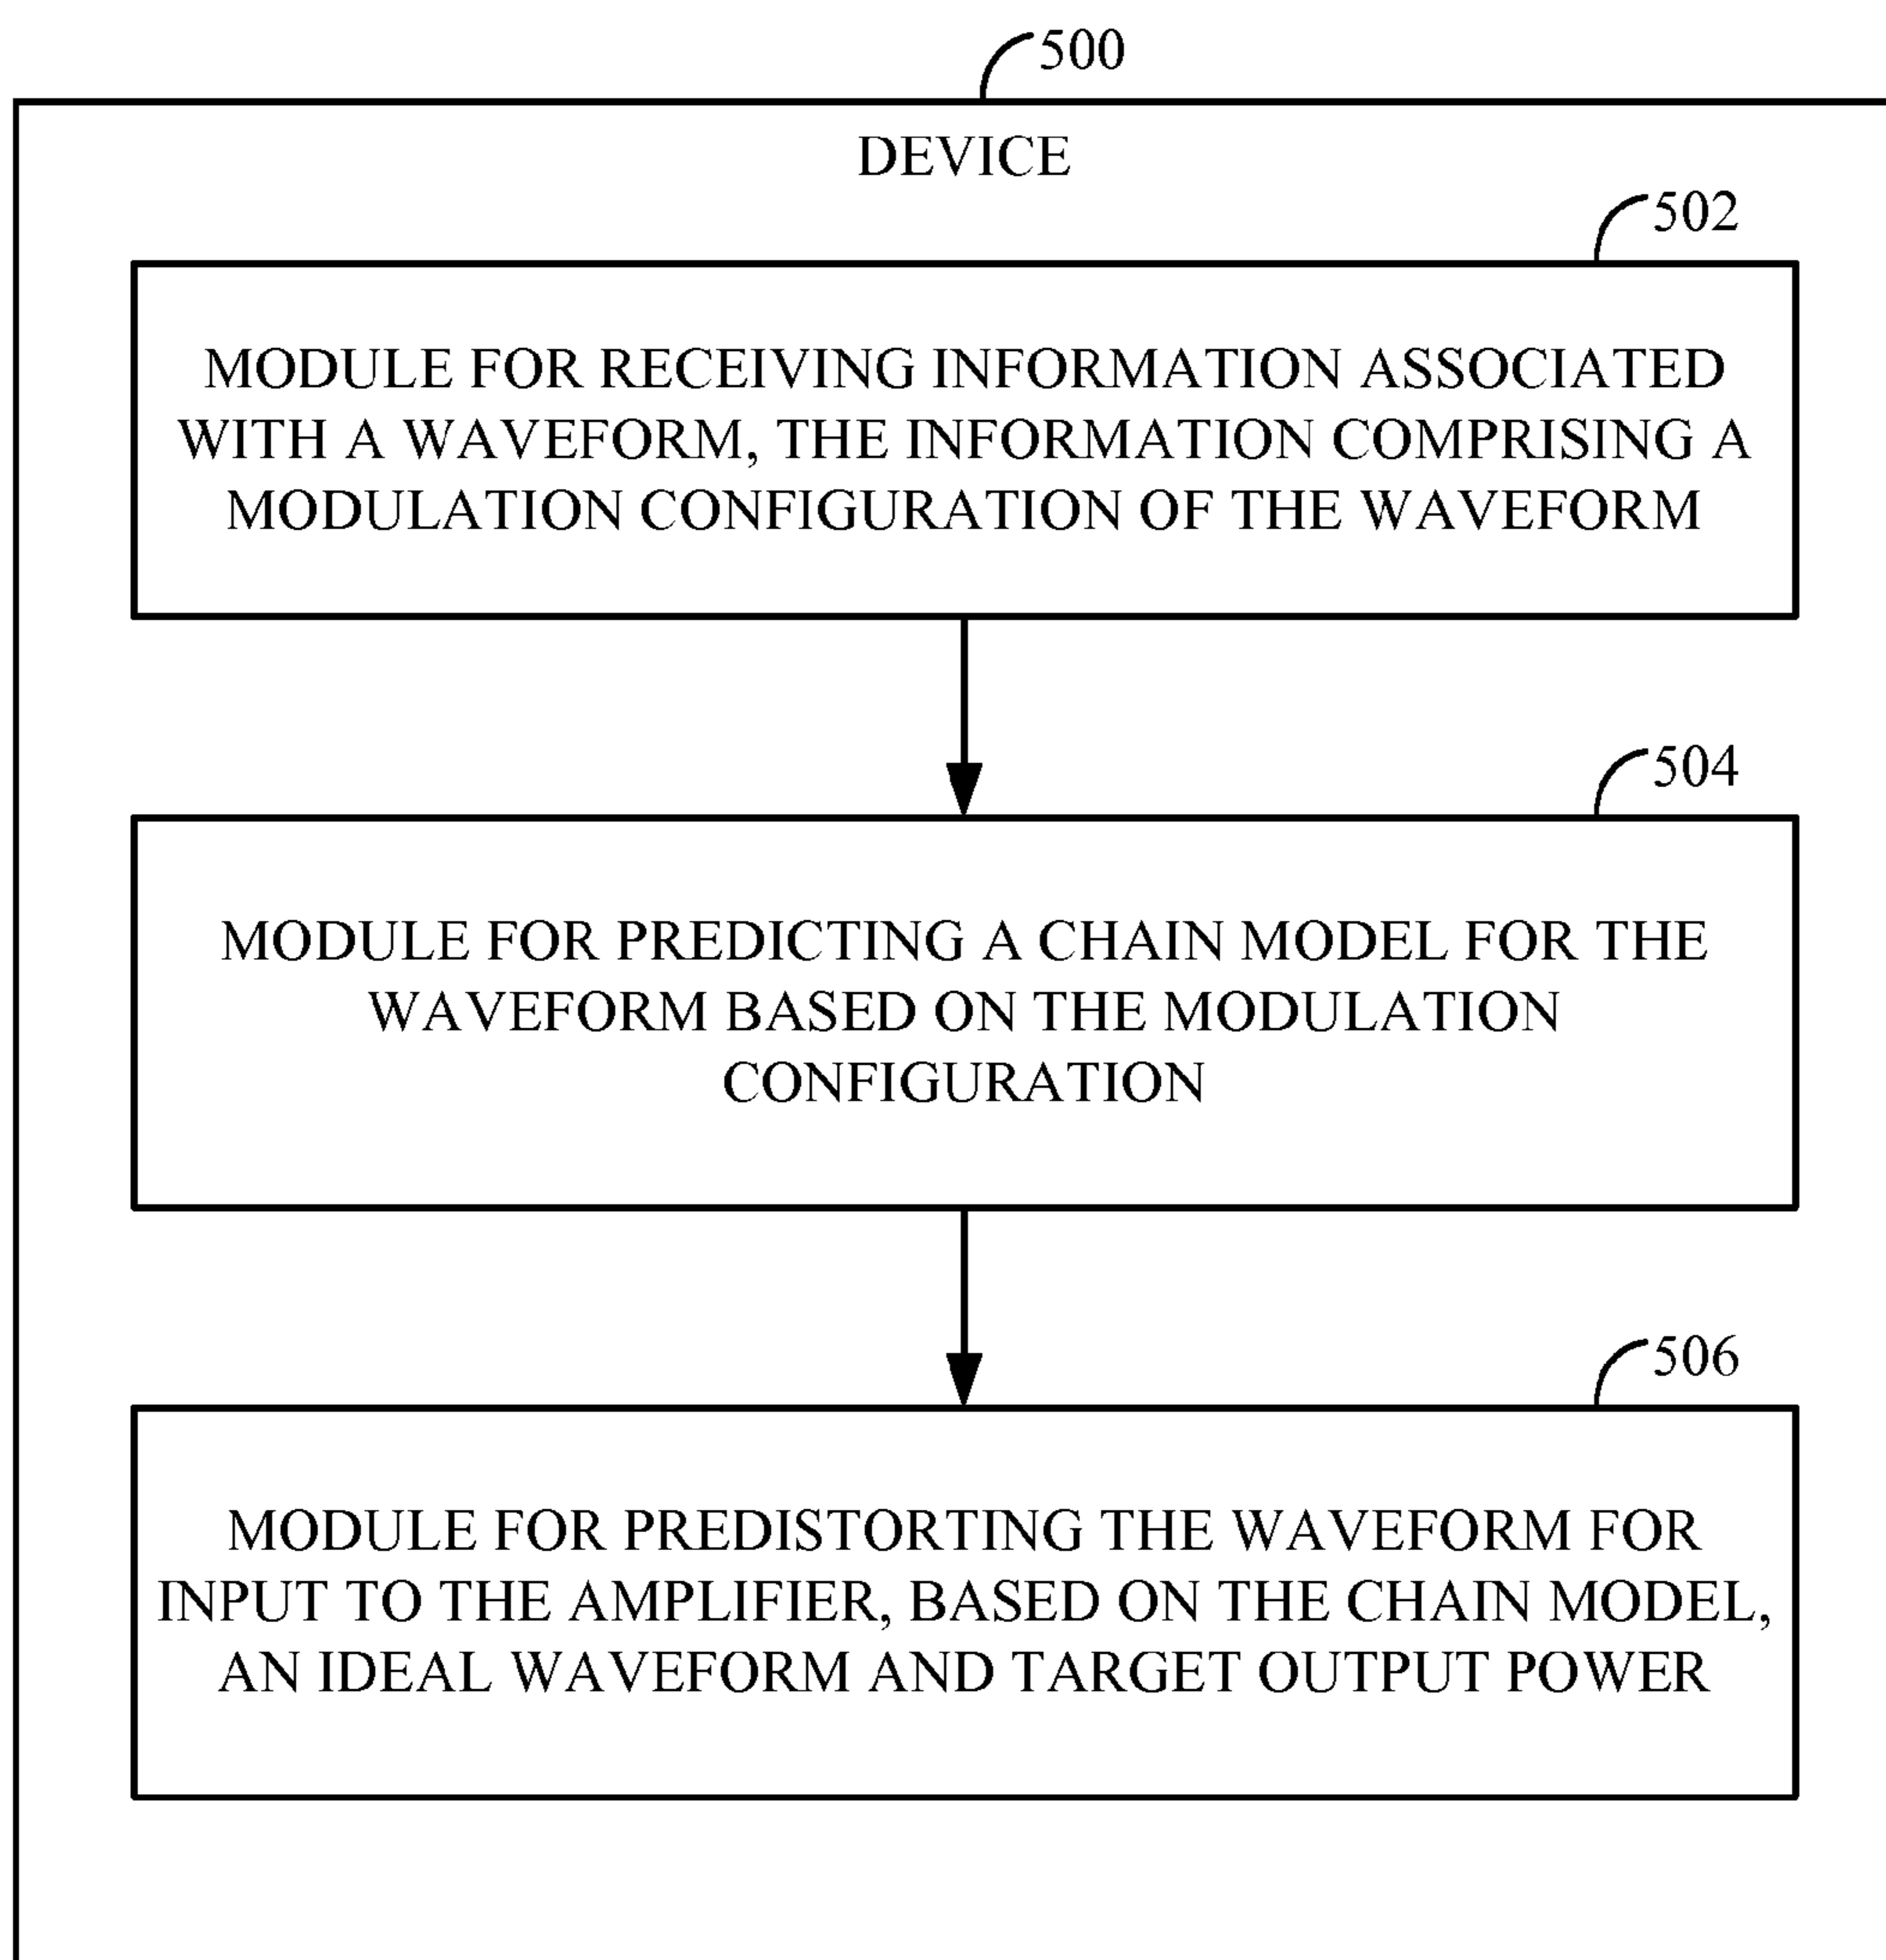 500
DEVICE
502
MODULE FOR RECEIVING INFORMATION ASSOCIATED
WITH A WAVEFORM, THE INFORMATION COMPRISING A
MODULATION CONFIGURATION OF THE WAVEFORM
504
MODULE FOR PREDICTING A CHAIN MODEL FOR THE
WAVEFORM BASED ON THE MODULATION
CONFIGURATION
506
MODULE FOR PREDISTORTING THE WAVEFORM FOR
INPUT TO THE AMPLIFIER, BASED ON THE CHAIN MODEL,
AN IDEAL WAVEFORM AND TARGET OUTPUT POWER